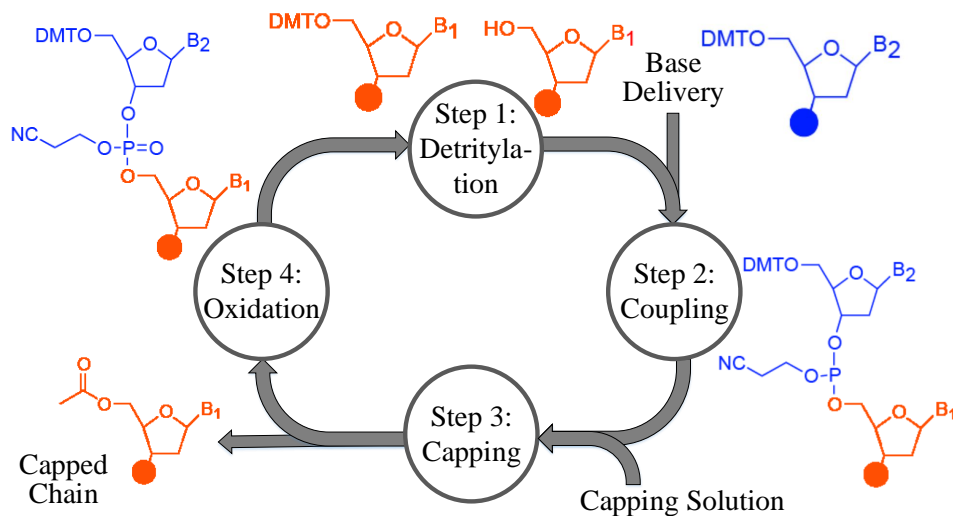 DMTO
O
B2
O
NC
O
P
O
O
O
B1
DMTO
O
B1
HO
O
B1
Base
Delivery
DMTO
O
B2
Step 1:
Detrityla-
tion
Step 2:
Coupling
DMTO
O
B2
O
NC
O
P
O
O
B1
Step 4:
Oxidation
Step 3:
Capping
O
O
O
B1
Capped
Chain
Capping Solution